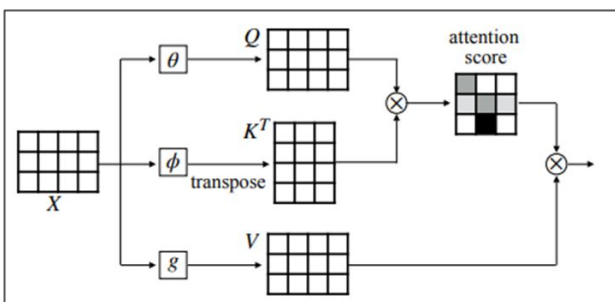 Q
attention
score
θ
K^T
ϕ
transpose
X
V
g